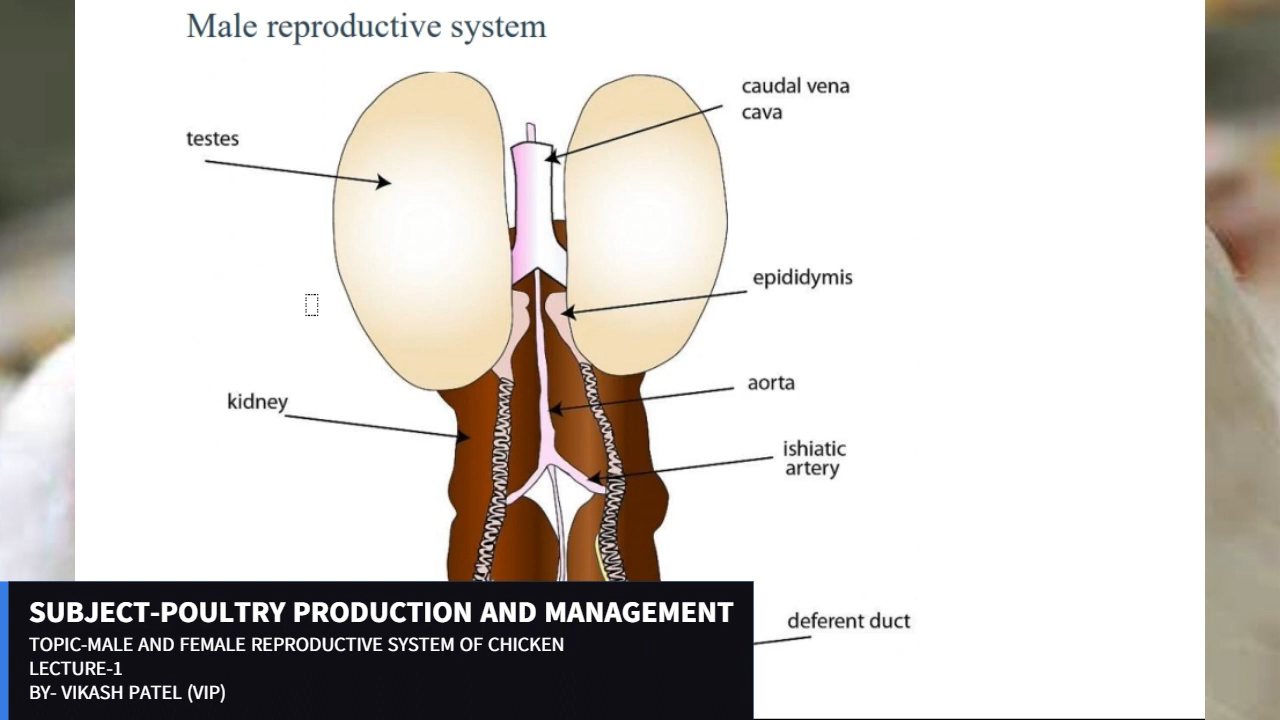 Male reproductive system
caudal vena
cava
testes
epididymis
aorta
kidney
ishiatic
artery
deferent duct
SUBJECT-POULTRY PRODUCTION AND MANAGEMENT
TOPIC-MALE AND FEMALE REPRODUCTIVE SYSTEM OF CHICKEN
LECTURE-1
BY- VIKASH PATEL (VIP)